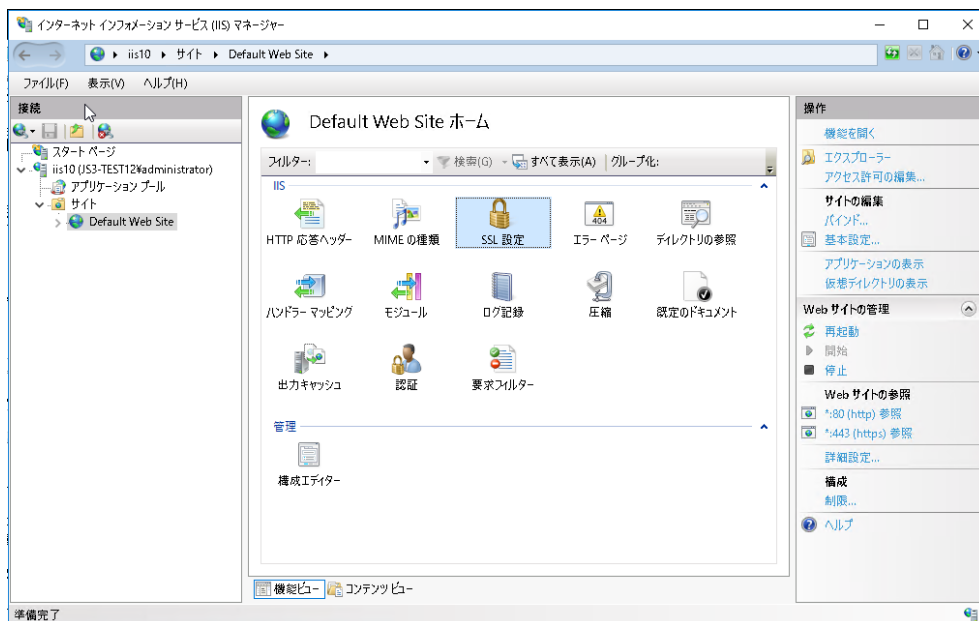 インターネット インフォメーション サービス (IIS) マネージャー
iis10 サイト Default Web Site
ファイル(F) 表示(V) ヘルプ(H)
接続
スタート ページ
iis10 (JS3-TEST12¥administrator)
アプリケーション プール
サイト
Default Web Site
Default Web Site ホーム
フィルター: 検索(G) すべて表示(A) グループ化:
IIS
HTTP 応答ヘッダー MIME の種類 SSL 設定 エラー ページ ディレクトリの参照
404
ハンドラー マッピング モジュール ログ記録 圧縮 既定のドキュメント
出力キャッシュ 認証 要求フィルター
管理
構成エディター
機能ビュー コンテンツ ビュー
操作
機能を開く
エクスプローラー
アクセス許可の編集...
サイトの編集
バインド...
基本設定...
アプリケーションの表示
仮想ディレクトリの表示
Web サイトの管理
再起動
開始
停止
Web サイトの参照
*:80 (http) 参照
*:443 (https) 参照
詳細設定...
構成
制限...
ヘルプ
準備完了